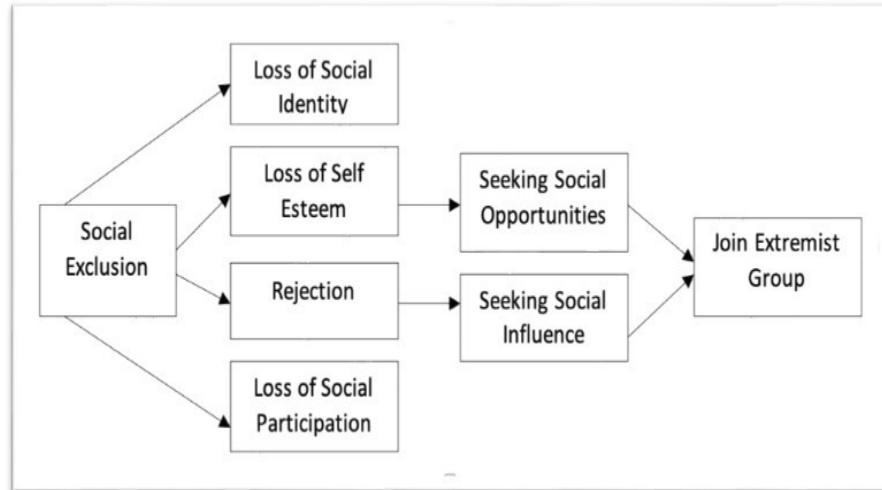 Loss of Social
Identity
Loss of Self
Esteem
Seeking Social
Opportunities
Social
Exclusion
Join Extremist
Group
Rejection
Seeking Social
Influence
Loss of Social
Participation